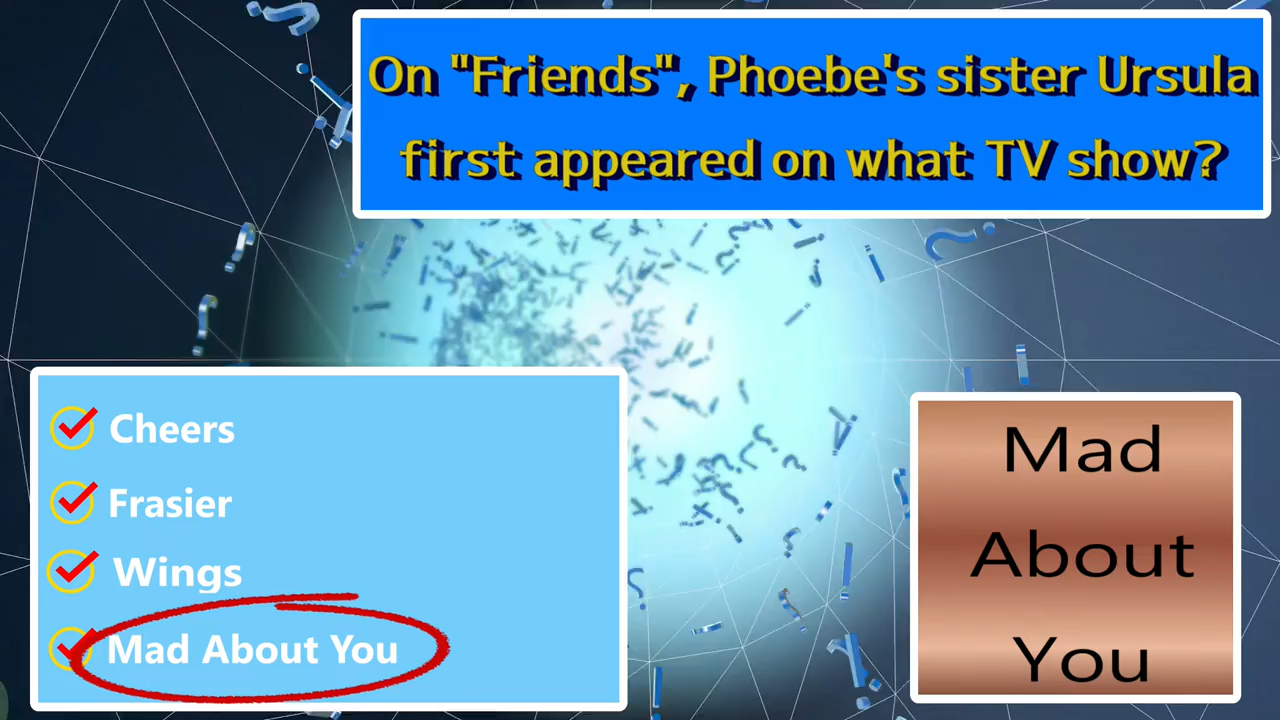 On "Friends", Phoebe's sister Ursula
first appeared on what TV show?
Cheers
Frasier
Wings
Mad About You
Mad
About
You